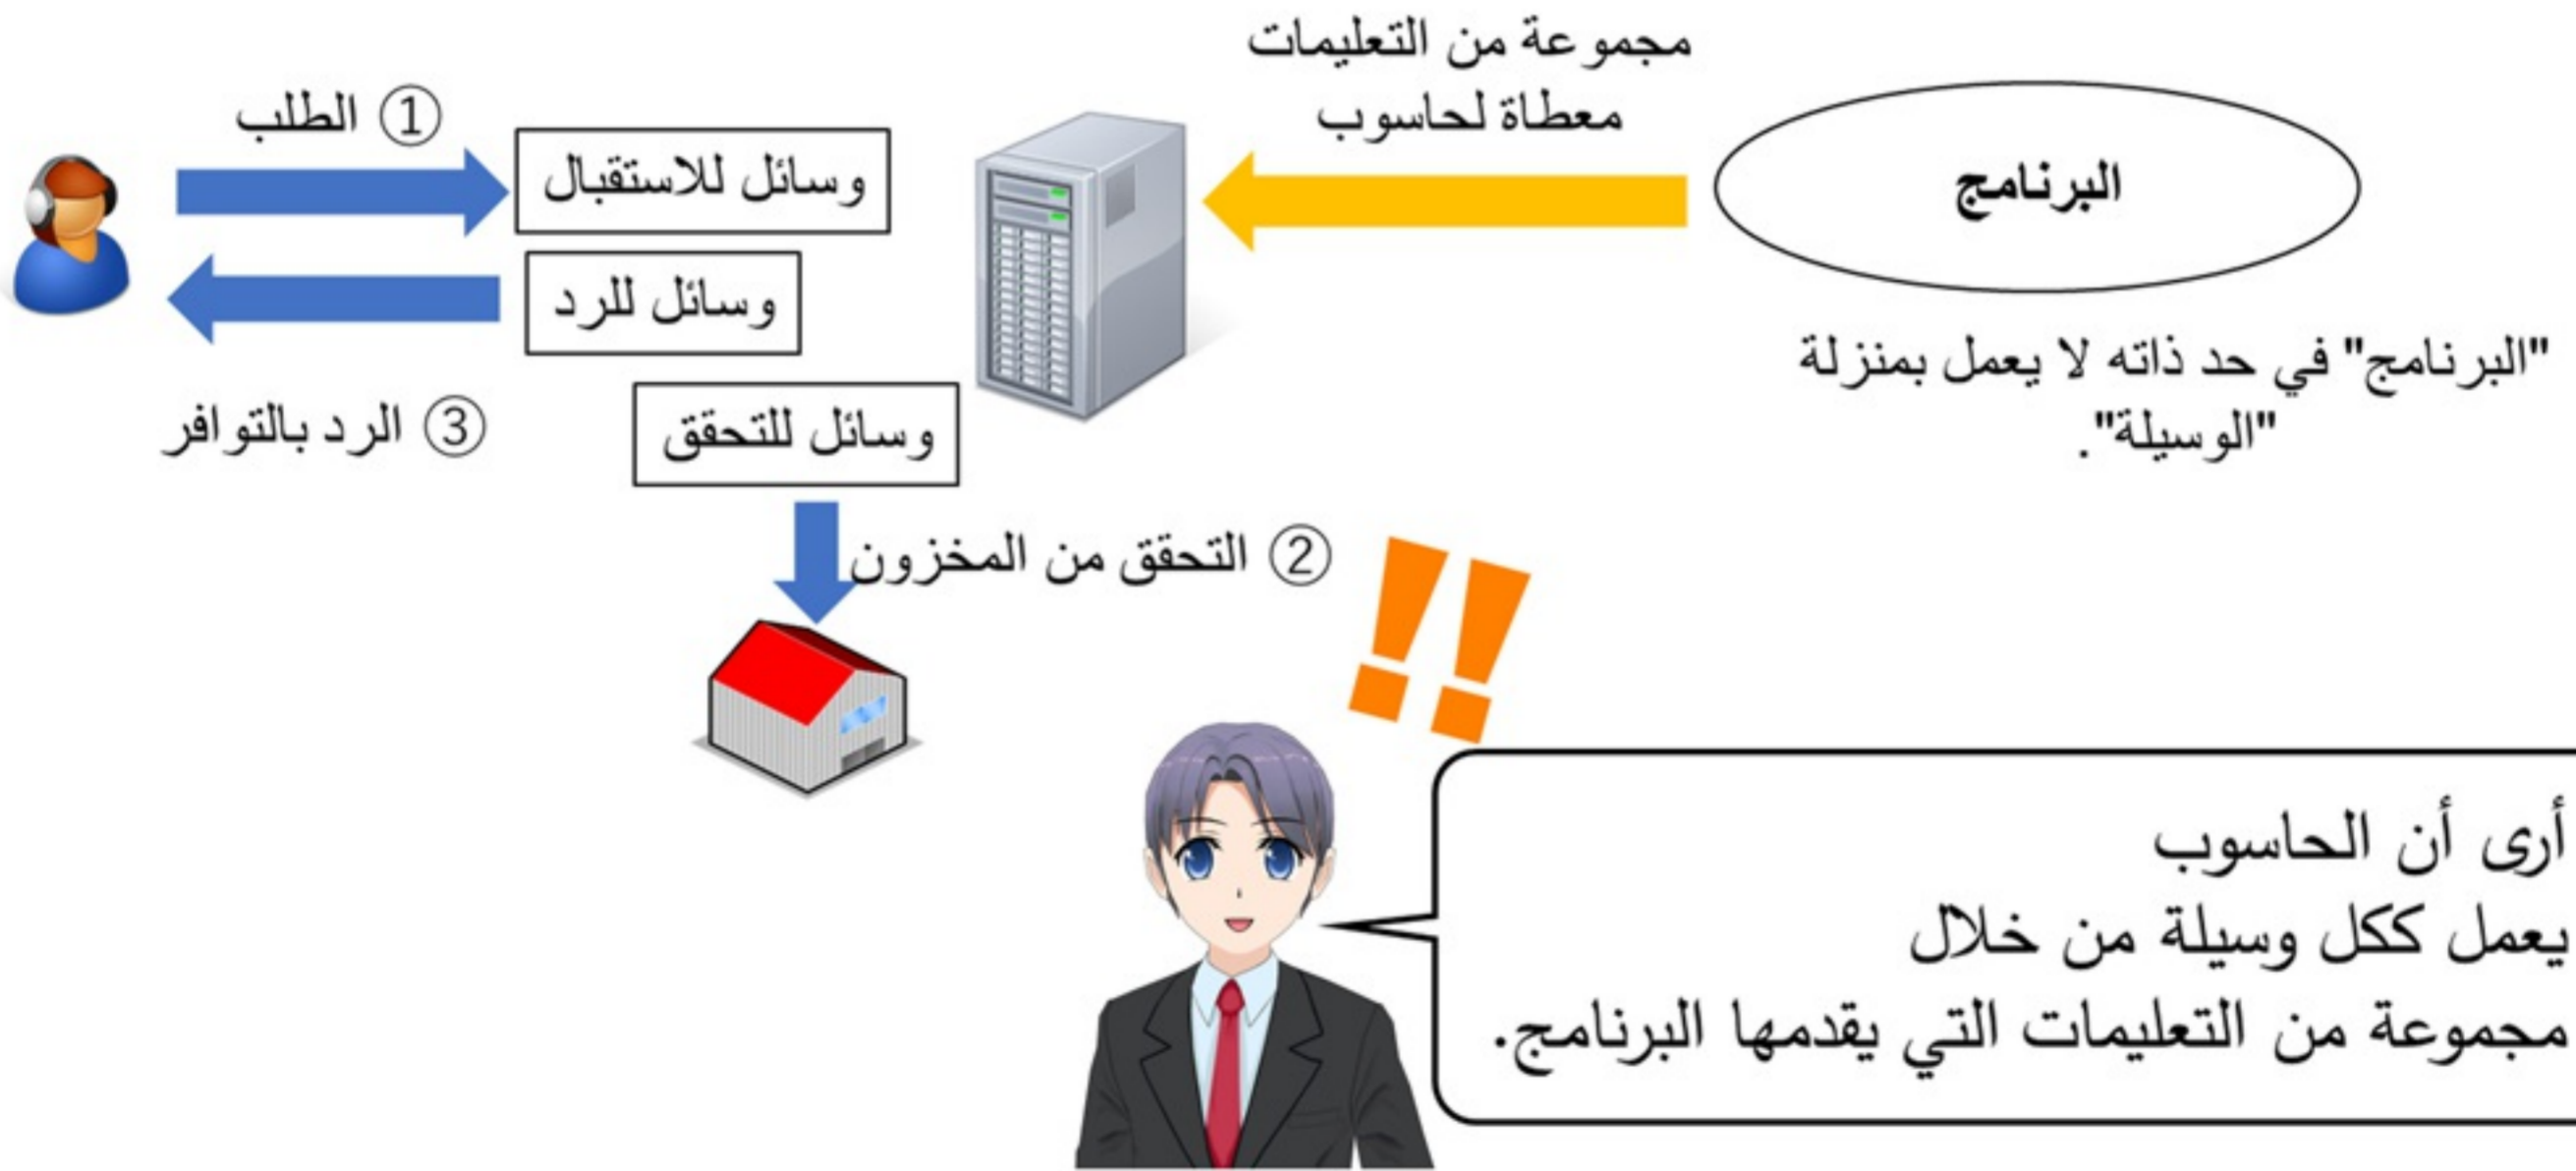 مجموعة من التعليمات
معطاة لحاسوب
البرنامج
"البرنامج" في حد ذاته لا يعمل بمنزلة
"الوسيلة".
① الطلب
وسائل للاستقبال
وسائل للرد
③ الرد بالتوافر
وسائل للتحقق
② التحقق من المخزون
أرى أن الحاسوب
يعمل ككل وسيلة من خلال
مجموعة من التعليمات التي يقدمها البرنامج.